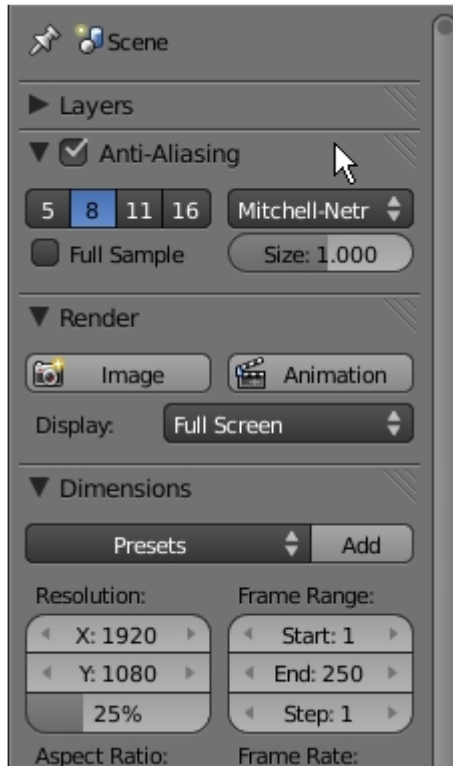 Scene
Layers
Anti-Aliasing
5 8 11 16 Mitchell-Netr
Full Sample Size: 1.000
Render
Image Animation
Display: Full Screen
Dimensions
Presets Add
Resolution: Frame Range:
X: 1920 Start: 1
Y: 1080 End: 250
25% Step: 1
Aspect Ratio: Frame Rate: